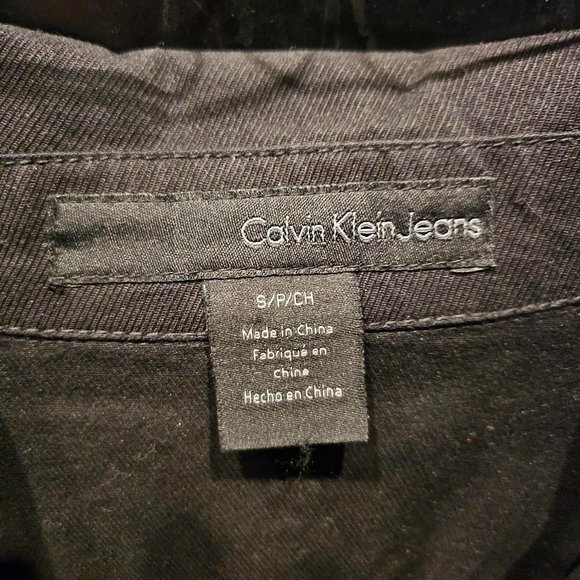 Calvin Klein Jeans
S/P/CH
Made in China
Fabriqué en
Chine
Hecho en China